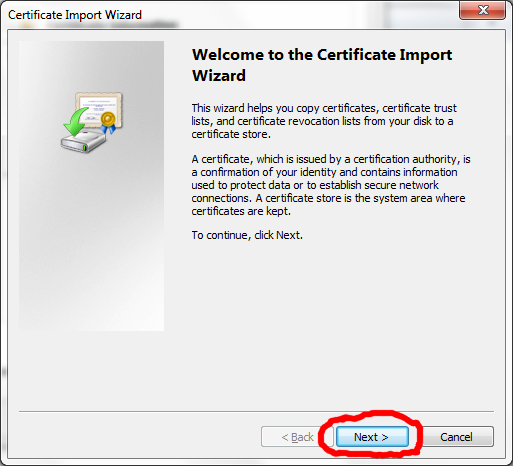 Certificate Import Wizard
Welcome to the Certificate Import
Wizard
This wizard helps you copy certificates, certificate trust
lists, and certificate revocation lists from your disk to a
certificate store.
A certificate, which is issued by a certification authority, is
a confirmation of your identity and contains information
used to protect data or to establish secure network
connections. A certificate store is the system area where
certificates are kept.
To continue, click Next.
< Back
Next >
Cancel